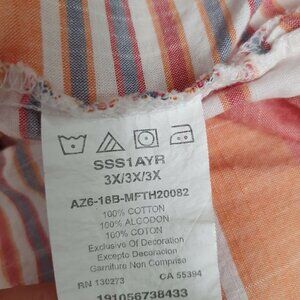 SSS1AYR
3X/3X/3X
AZ6-18B-MFTH20082
100% COTTON
100% ALGODON
100% COTON
Exclusive Of Decoration
Excepto Decoracion
Garniture Non Comprise
RN 130273 CA 55394
191056738433